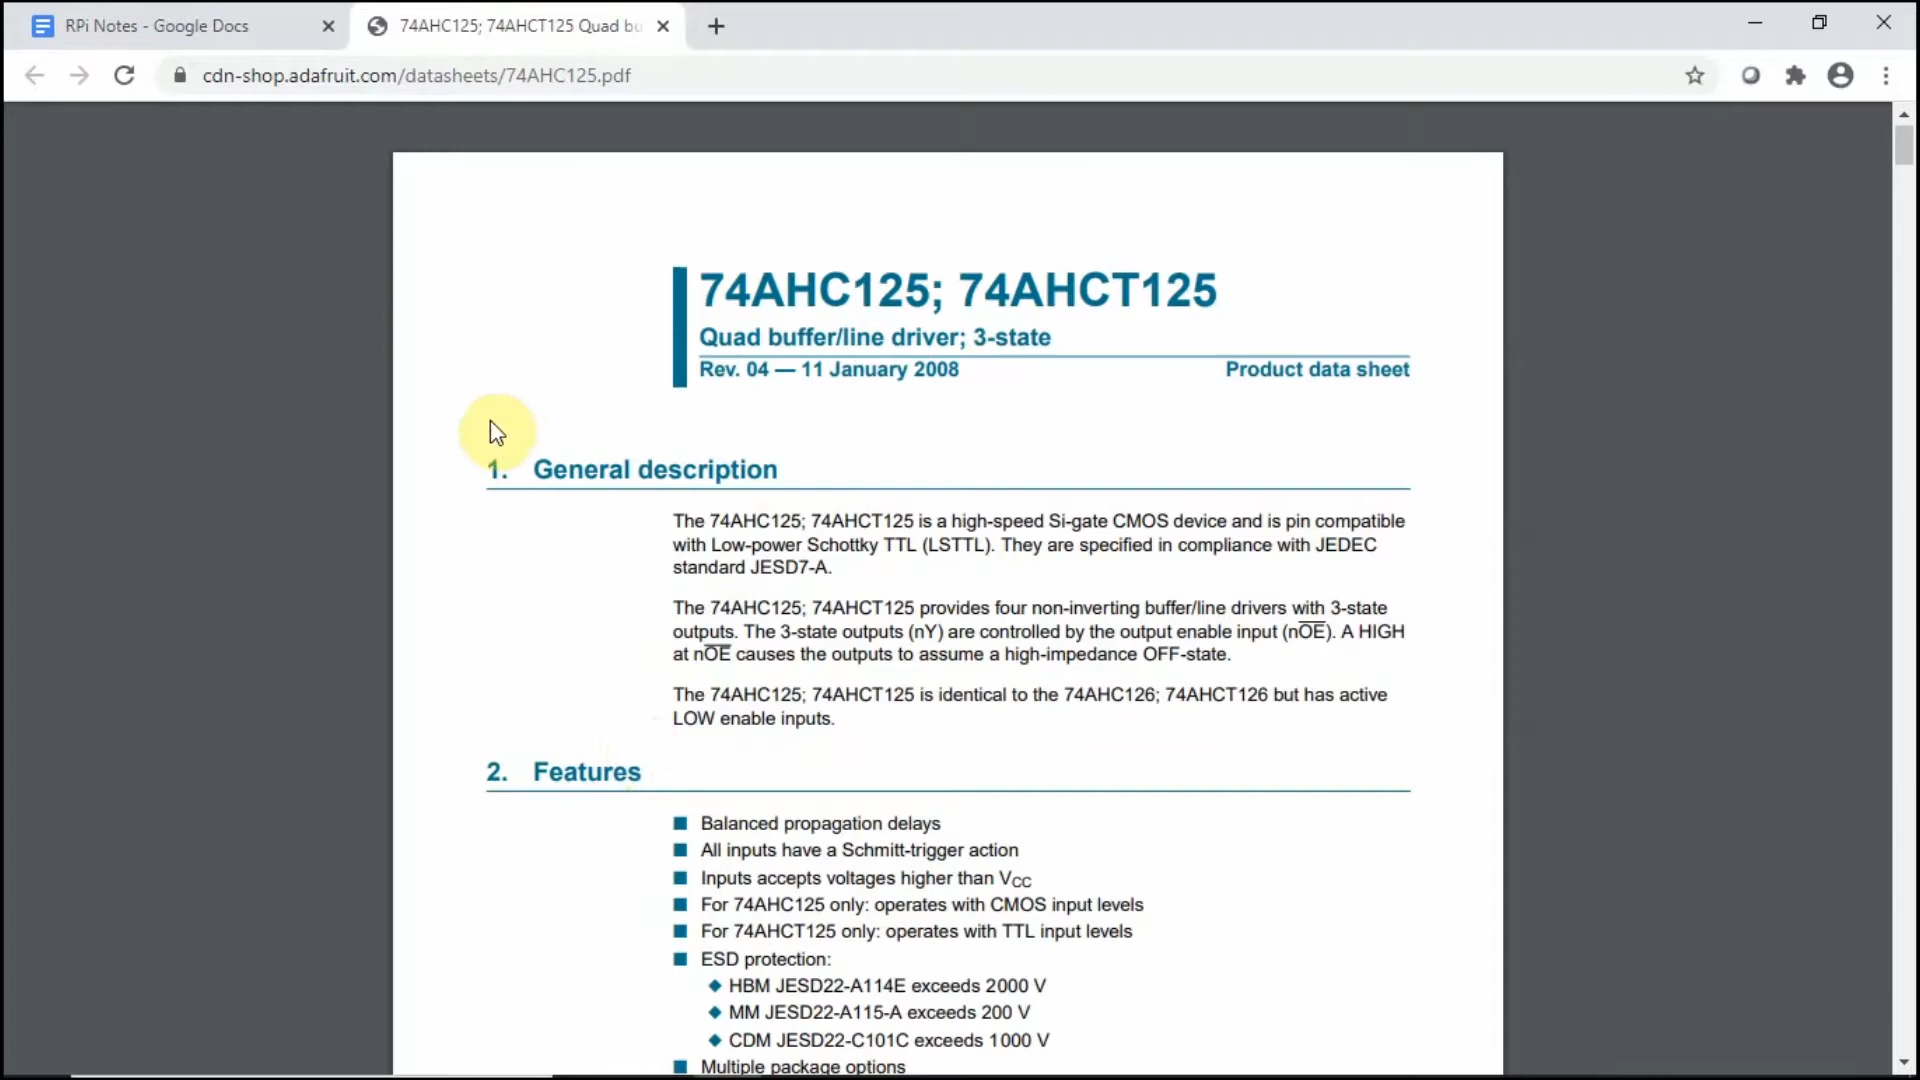 RPi Notes - Google Docs
74AHC125; 74AHCT125 Quad bu
cdn-shop.adafruit.com/datasheets/74AHC125.pdf
74AHC125; 74AHCT125
Quad buffer/line driver; 3-state
Rev. 04 — 11 January 2008 Product data sheet
1. General description
The 74AHC125; 74AHCT125 is a high-speed Si-gate CMOS device and is pin compatible
with Low-power Schottky TTL (LSTTL). They are specified in compliance with JEDEC
standard JESD7-A.
The 74AHC125; 74AHCT125 provides four non-inverting buffer/line drivers with 3-state
outputs. The 3-state outputs (nY) are controlled by the output enable input (nO̅E̅). A HIGH
at nO̅E̅ causes the outputs to assume a high-impedance OFF-state.
The 74AHC125; 74AHCT125 is identical to the 74AHC126; 74AHCT126 but has active
LOW enable inputs.
2. Features
■ Balanced propagation delays
■ All inputs have a Schmitt-trigger action
■ Inputs accepts voltages higher than VCC
■ For 74AHC125 only: operates with CMOS input levels
■ For 74AHCT125 only: operates with TTL input levels
■ ESD protection:
◆ HBM JESD22-A114E exceeds 2000 V
◆ MM JESD22-A115-A exceeds 200 V
◆ CDM JESD22-C101C exceeds 1000 V
■ Multiple package options